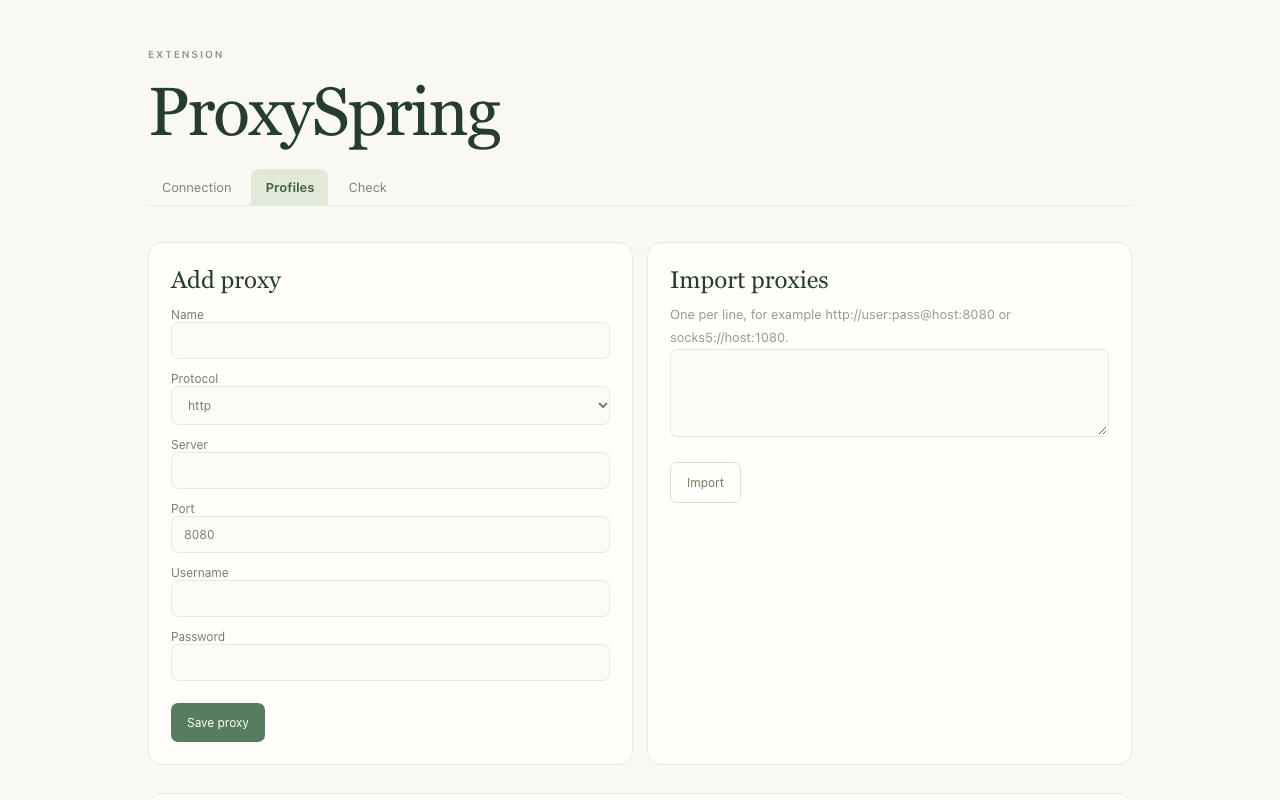 EXTENSION
ProxySpring
Connection
Profiles
Check
Add proxy
Name
Protocol
http
Server
Port
8080
Username
Password
Save proxy
Import proxies
One per line, for example http://user:pass@host:8080 or
socks5://host:1080.
Import